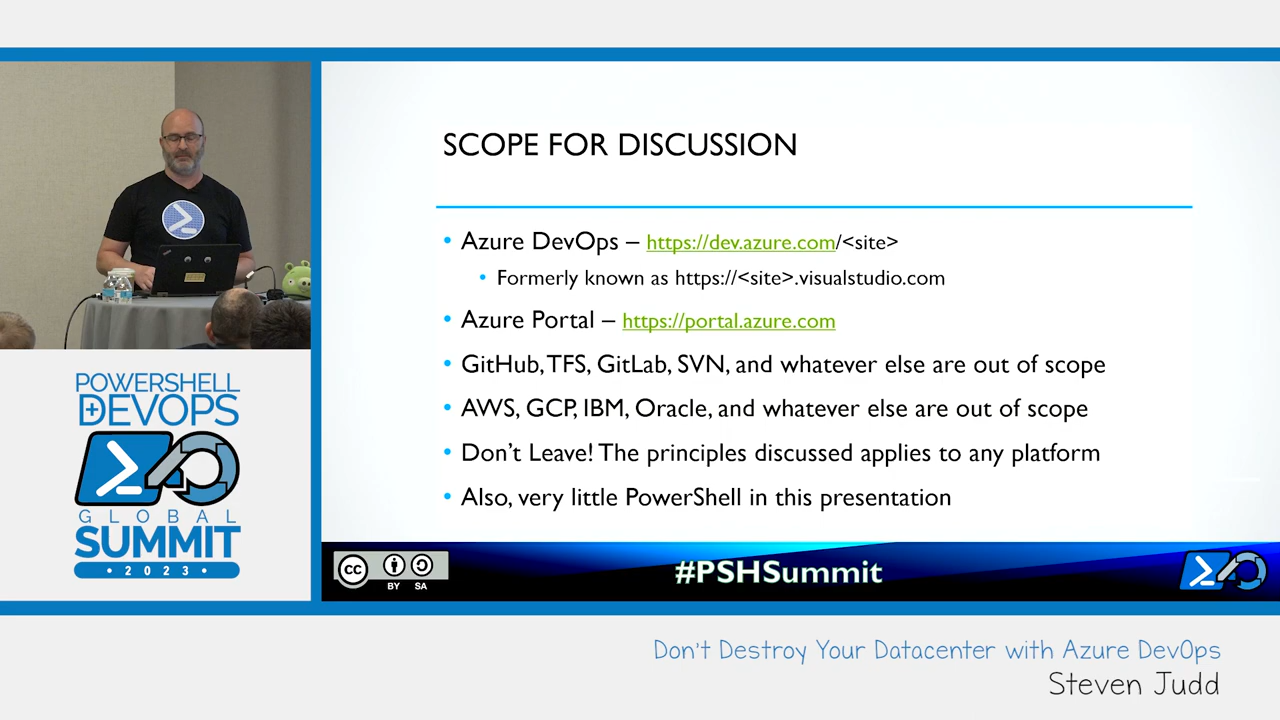 SCOPE FOR DISCUSSION
• Azure DevOps – https://dev.azure.com/<site>
• Formerly known as https://<site>.visualstudio.com
• Azure Portal – https://portal.azure.com
• GitHub, TFS, GitLab, SVN, and whatever else are out of scope
• AWS, GCP, IBM, Oracle, and whatever else are out of scope
• Don't Leave! The principles discussed applies to any platform
• Also, very little PowerShell in this presentation
POWERSHELL
DEVOPS
GLOBAL
SUMMIT
• 2023 •
cc
BY SA
#PSHSummit
Don't Destroy Your Datacenter with Azure DevOps
Steven Judd